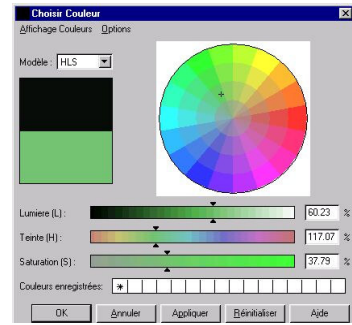 Choisir Couleur
Affichage Couleurs Options
Modèle : HLS
Lumiere (L) : 60.23 %
Teinte (H) : 117.07 %
Saturation (S) : 37.79 %
Couleurs enregistrées: *
OK Annuler Appliquer Réinitialiser Ajde